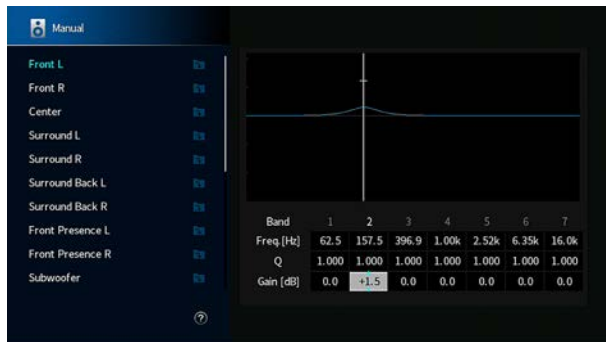 Manual
Front L
Front R
Center
Surround L
Surround R
Surround Back L
Surround Back R
Front Presence L
Front Presence R
Subwoofer
?
Band 1 2 3 4 5 6 7
Freq.[Hz] 62.5 157.5 396.9 1.00k 2.52k 6.35k 16.0k
Q 1.000 1.000 1.000 1.000 1.000 1.000 1.000
Gain [dB] 0.0 +1.5 0.0 0.0 0.0 0.0 0.0